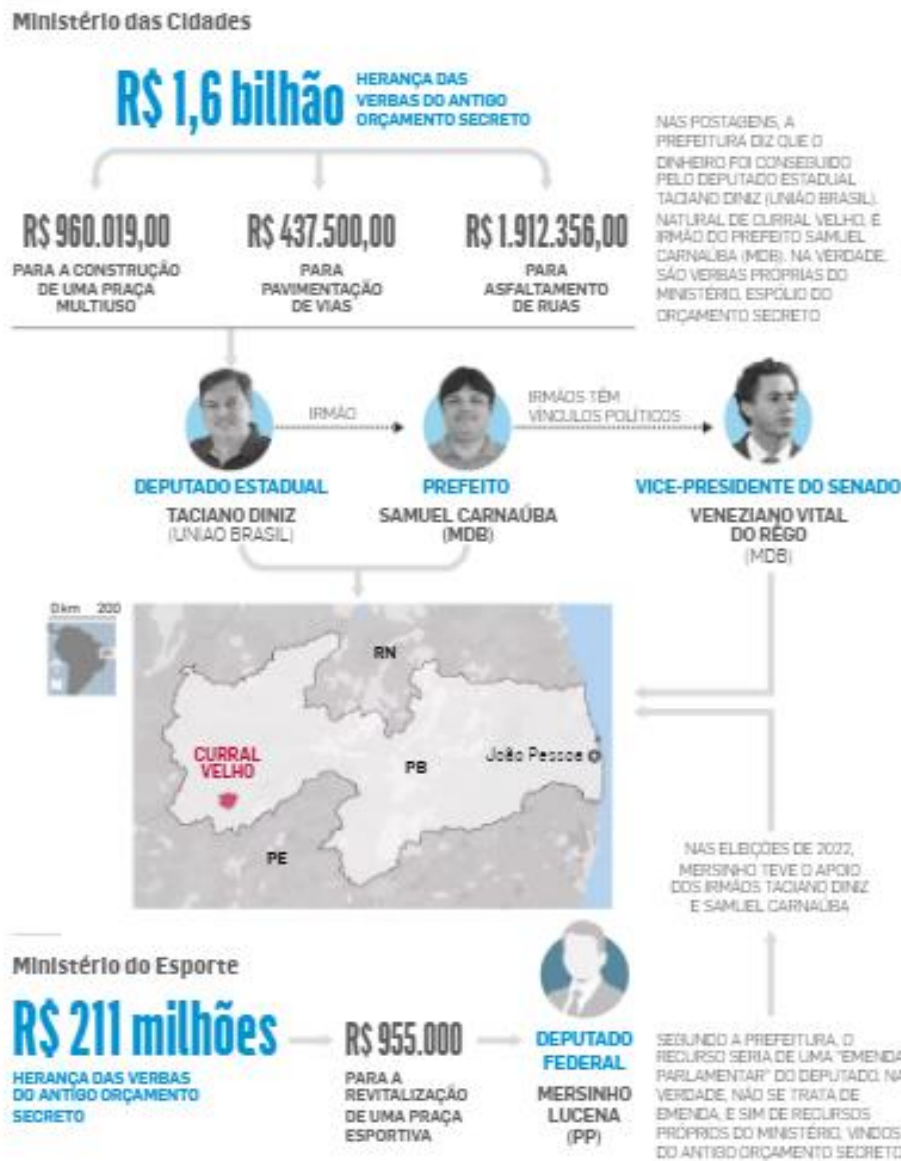 Ministério das Cidades
R$ 1,6 bilhão
HERANÇA DAS
VERBAS DO ANTIGO
ORÇAMENTO SECRETO
NAS POSTAGENS, A
PREFEITURA DIZ QUE O
DINHEIRO FOI CONSEGUIDO
PELO DEPUTADO ESTADUAL
TACIANO DINIZ (UNIÃO BRASIL).
NATURAL DE CURRAL VELHO, É
IRMÃO DO PREFEITO SAMUEL
CARNAÚBA (MDB). NA VERDADE,
SÃO VERBAS PRÓPRIAS DO
MINISTÉRIO, ESPÓLIO DO
ORÇAMENTO SECRETO
R$ 960.019,00
PARA A CONSTRUÇÃO
DE UMA PRAÇA
MULTIUSO
R$ 437.500,00
PARA
PAVIMENTAÇÃO
DE VIAS
R$ 1.912.356,00
PARA
ASFALTAMENTO
DE RUAS
IRMÃO
IRMÃOS TÊM
VÍNCULOS POLÍTICOS
DEPUTADO ESTADUAL
TACIANO DINIZ
(UNIAO BRASIL)
PREFEITO
SAMUEL CARNAÚBA
(MDB)
VICE-PRESIDENTE DO SENADO
VENEZIANO VITAL
DO RÊGO
(MDB)
0 km 200
N
RN
CURRAL
VELHO
PB
João Pessoa
PE
NAS ELEIÇÕES DE 2022,
MERSINHO TEVE O APOIO
DOS IRMÃOS TACIANO DINIZ
E SAMUEL CARNAÚBA
Ministério do Esporte
R$ 211 milhões
HERANÇA DAS VERBAS
DO ANTIGO ORÇAMENTO
SECRETO
R$ 955.000
PARA A
REVITALIZAÇÃO
DE UMA PRAÇA
ESPORTIVA
DEPUTADO
FEDERAL
MERSINHO
LUCENA
(PP)
SEGUNDO A PREFEITURA, O
RECURSO SERIA DE UMA "EMENDA
PARLAMENTAR" DO DEPUTADO. NA
VERDADE, NÃO SE TRATA DE
EMENDA, E SIM DE RECURSOS
PRÓPRIOS DO MINISTÉRIO, VINDOS
DO ANTIGO ORÇAMENTO SECRETO